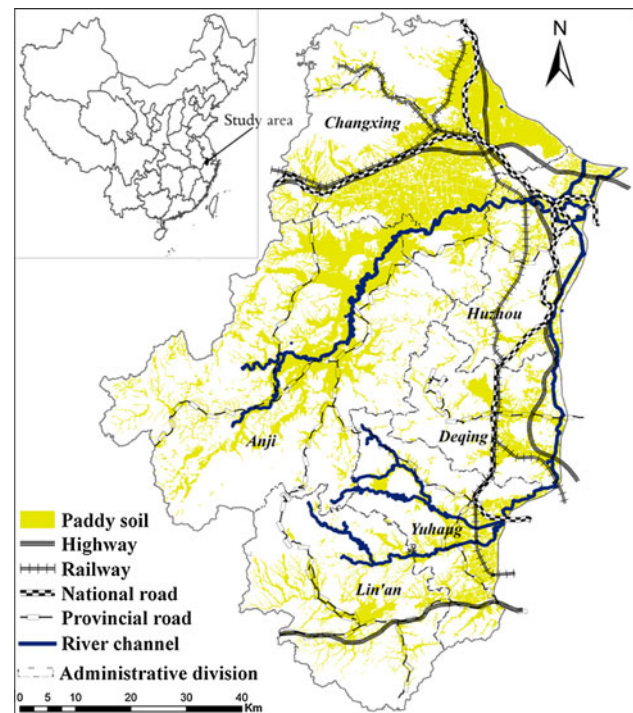 N
Changxing
Study area
Huzhou
Anji
Deqing
Yuhang
Lin'an
Paddy soil
Highway
Railway
National road
Provincial road
River channel
Administrative division
0 5 10 20 30 40
Km